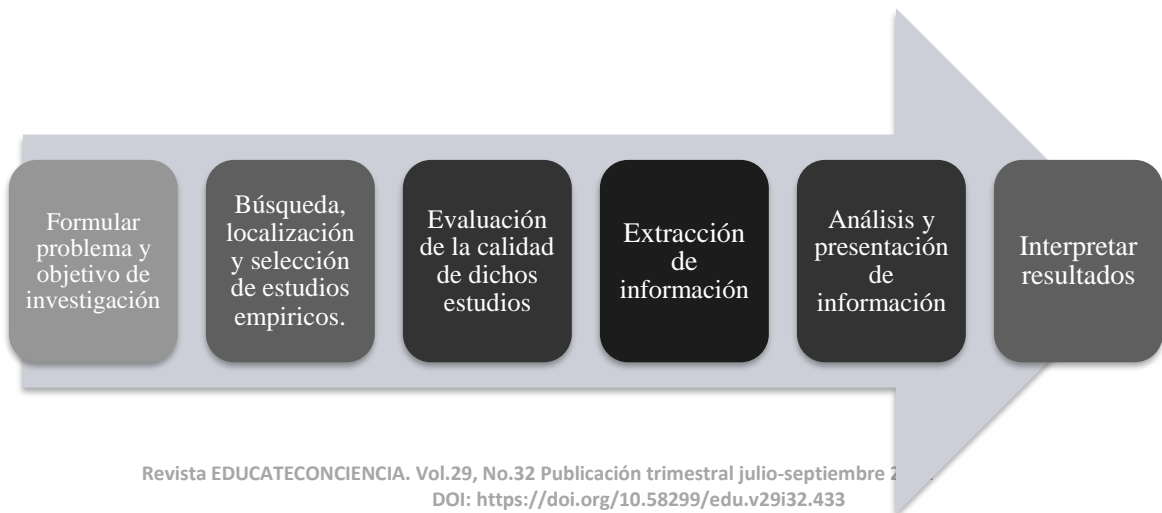 Formular
problema y
objetivo de
investigación
Búsqueda,
localización
y selección
de estudios
empiricos.
Evaluación
de la calidad
de dichos
estudios
Extracción
de
información
Análisis y
presentación
de
información
Interpretar
resultados
Revista EDUCATECONCIENCIA. Vol.29, No.32 Publicación trimestral julio-septiembre
DOI: https://doi.org/10.58299/edu.v29i32.433